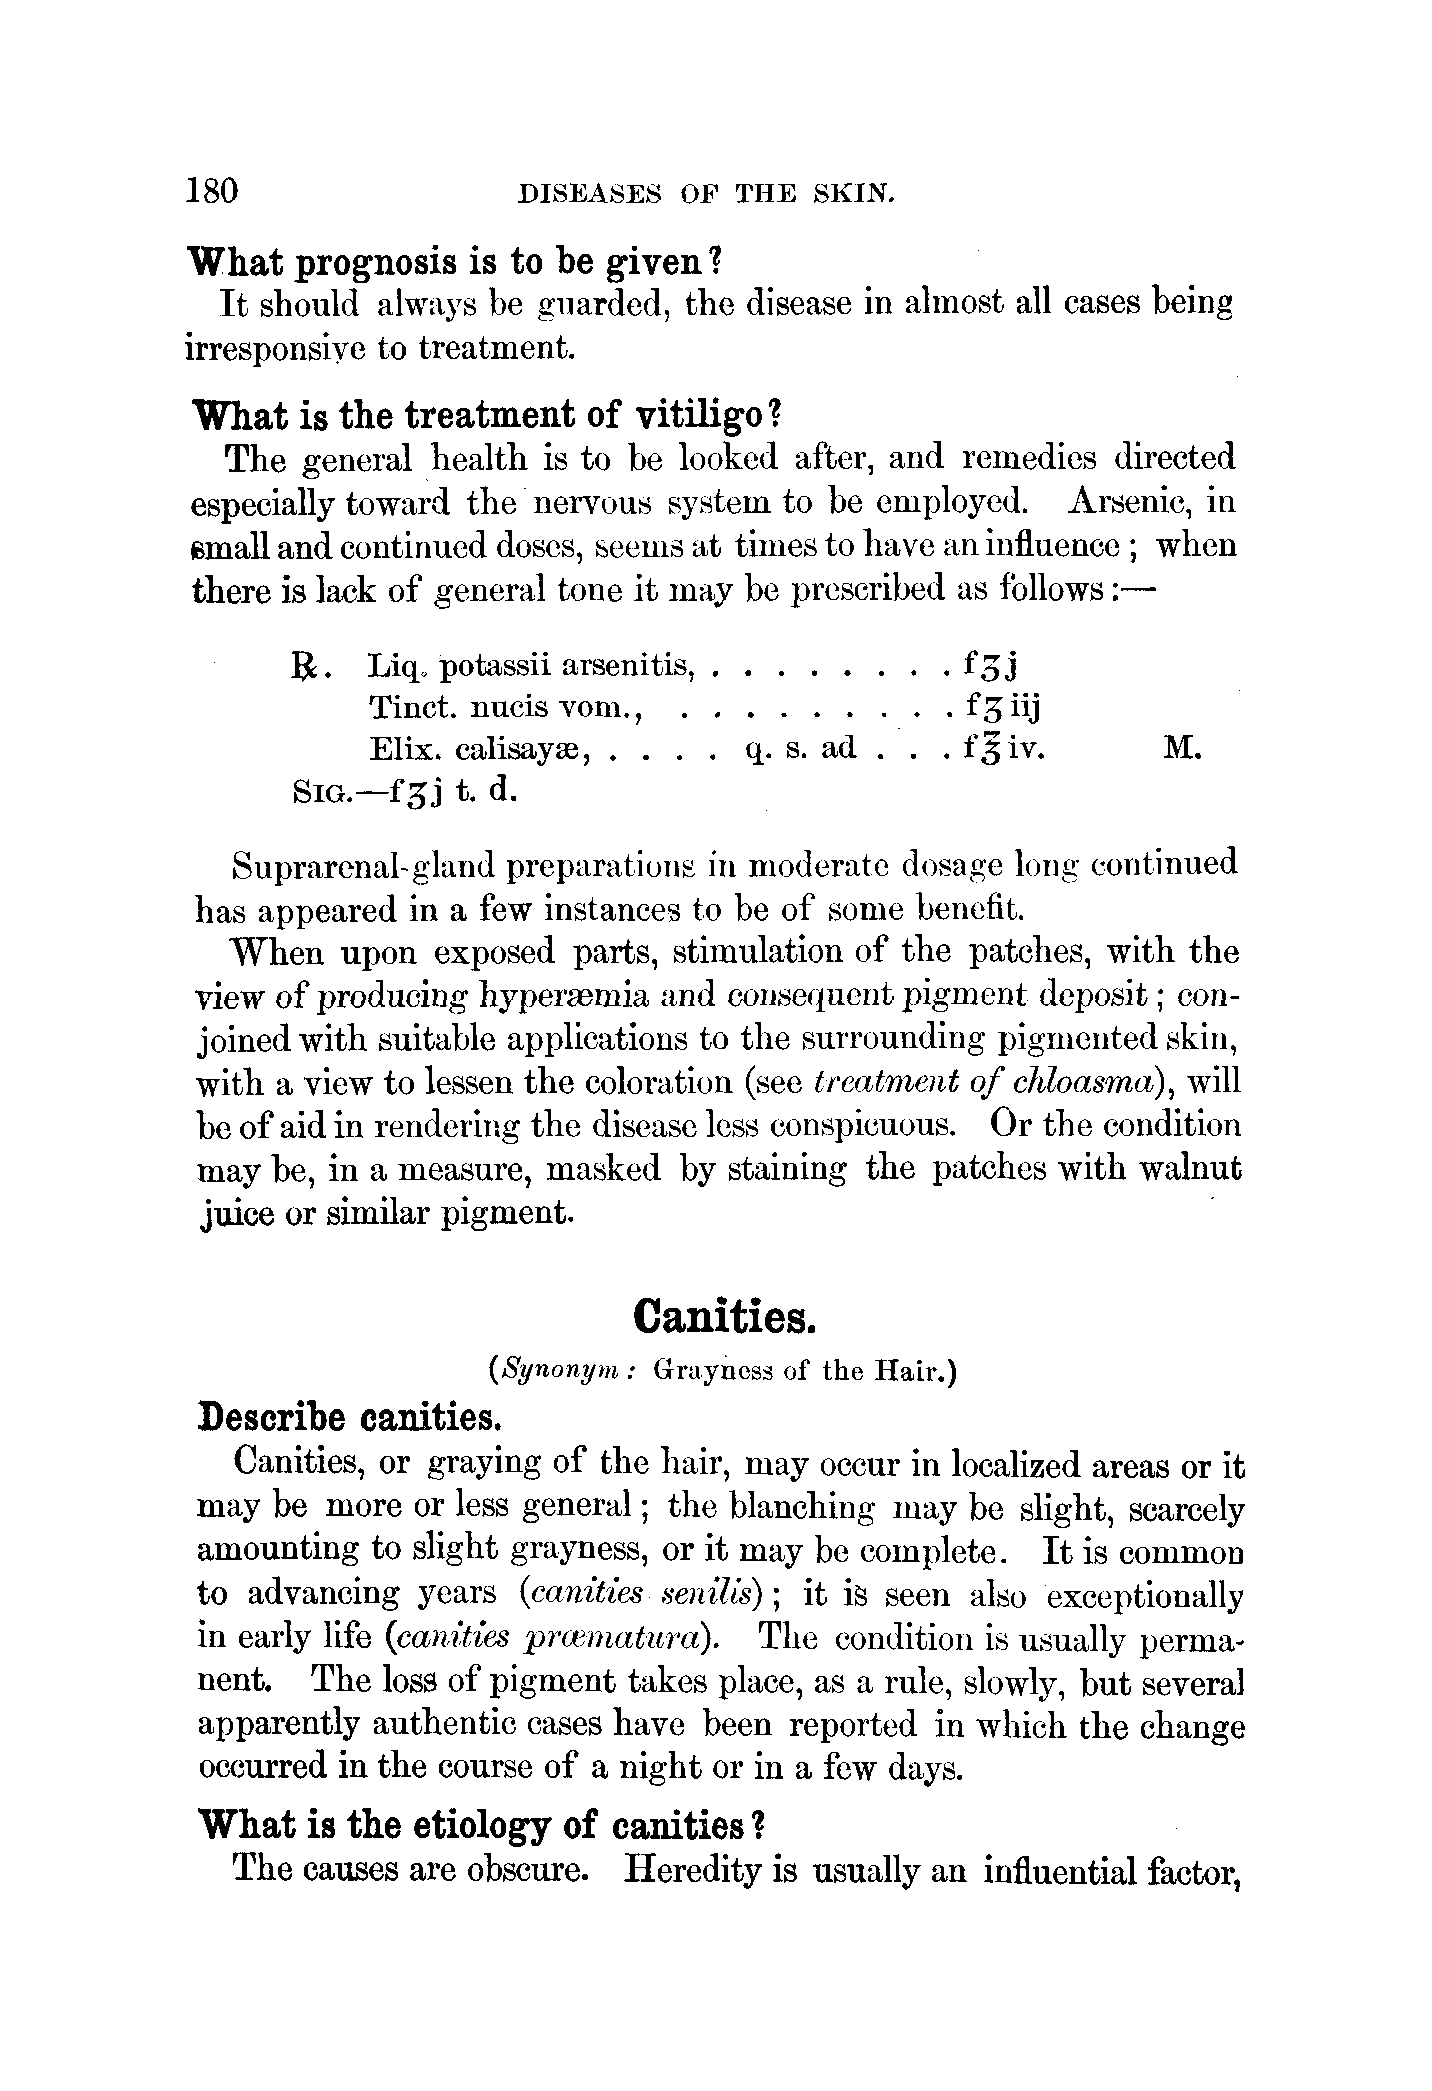 180 DISEASES OF THE SKIN.
What prognosis is to be given?
It should always be guarded, the disease in almost all cases being
irresponsive to treatment.
What is the treatment of vitiligo?
The general health is to be looked after, and remedies directed
especially toward the nervous system to be employed. Arsenic, in
small and continued doses, seems at times to have an influence; when
there is lack of general tone it may be prescribed as follows:—
℞. Liq. potassii arsenitis, . . . . . . . . fʒj
Tinct. nucis vom., . . . . . . . . . fʒiij
Elix. calisayæ, . . . . q. s. ad . . . f℥iv. M.
SIG.—fʒj t. d.
Suprarenal-gland preparations in moderate dosage long continued
has appeared in a few instances to be of some benefit.
When upon exposed parts, stimulation of the patches, with the
view of producing hyperæmia and consequent pigment deposit; con-
joined with suitable applications to the surrounding pigmented skin,
with a view to lessen the coloration (see treatment of chloasma), will
be of aid in rendering the disease less conspicuous. Or the condition
may be, in a measure, masked by staining the patches with walnut
juice or similar pigment.
Canities.
(Synonym: Grayness of the Hair.)
Describe canities.
Canities, or graying of the hair, may occur in localized areas or it
may be more or less general; the blanching may be slight, scarcely
amounting to slight grayness, or it may be complete. It is common
to advancing years (canities senilis); it is seen also exceptionally
in early life (canities præmatura). The condition is usually perma-
nent. The loss of pigment takes place, as a rule, slowly, but several
apparently authentic cases have been reported in which the change
occurred in the course of a night or in a few days.
What is the etiology of canities?
The causes are obscure. Heredity is usually an influential factor,